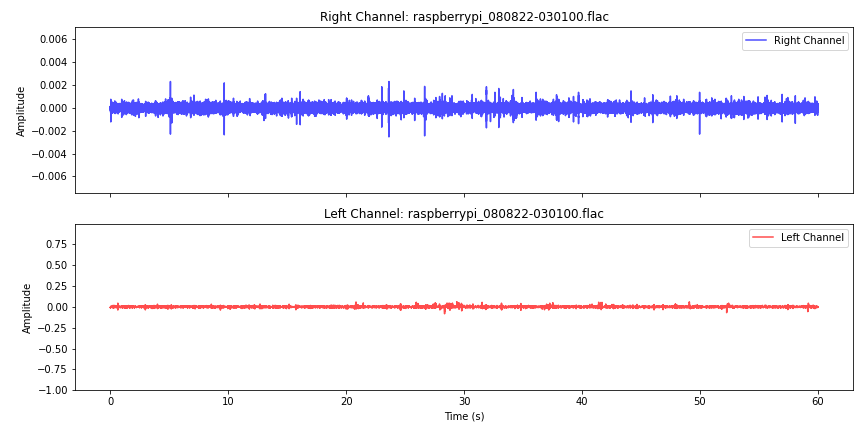 Right Channel: raspberrypi_080822-030100.flac
Right Channel
Amplitude
0.006
0.004
0.002
0.000
−0.002
−0.004
−0.006
Left Channel: raspberrypi_080822-030100.flac
Left Channel
Amplitude
0.75
0.50
0.25
0.00
−0.25
−0.50
−0.75
−1.00
0 10 20 30 40 50 60
Time (s)